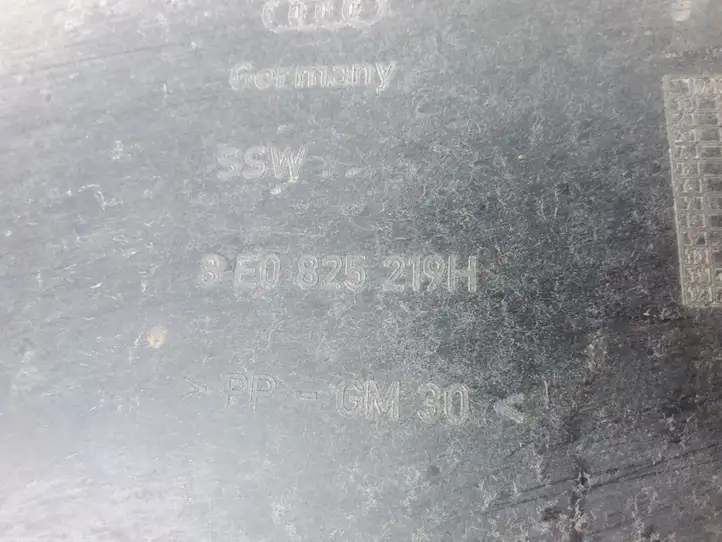 Germany
SSW
8E0 825 219H
> PP - GM 30 <